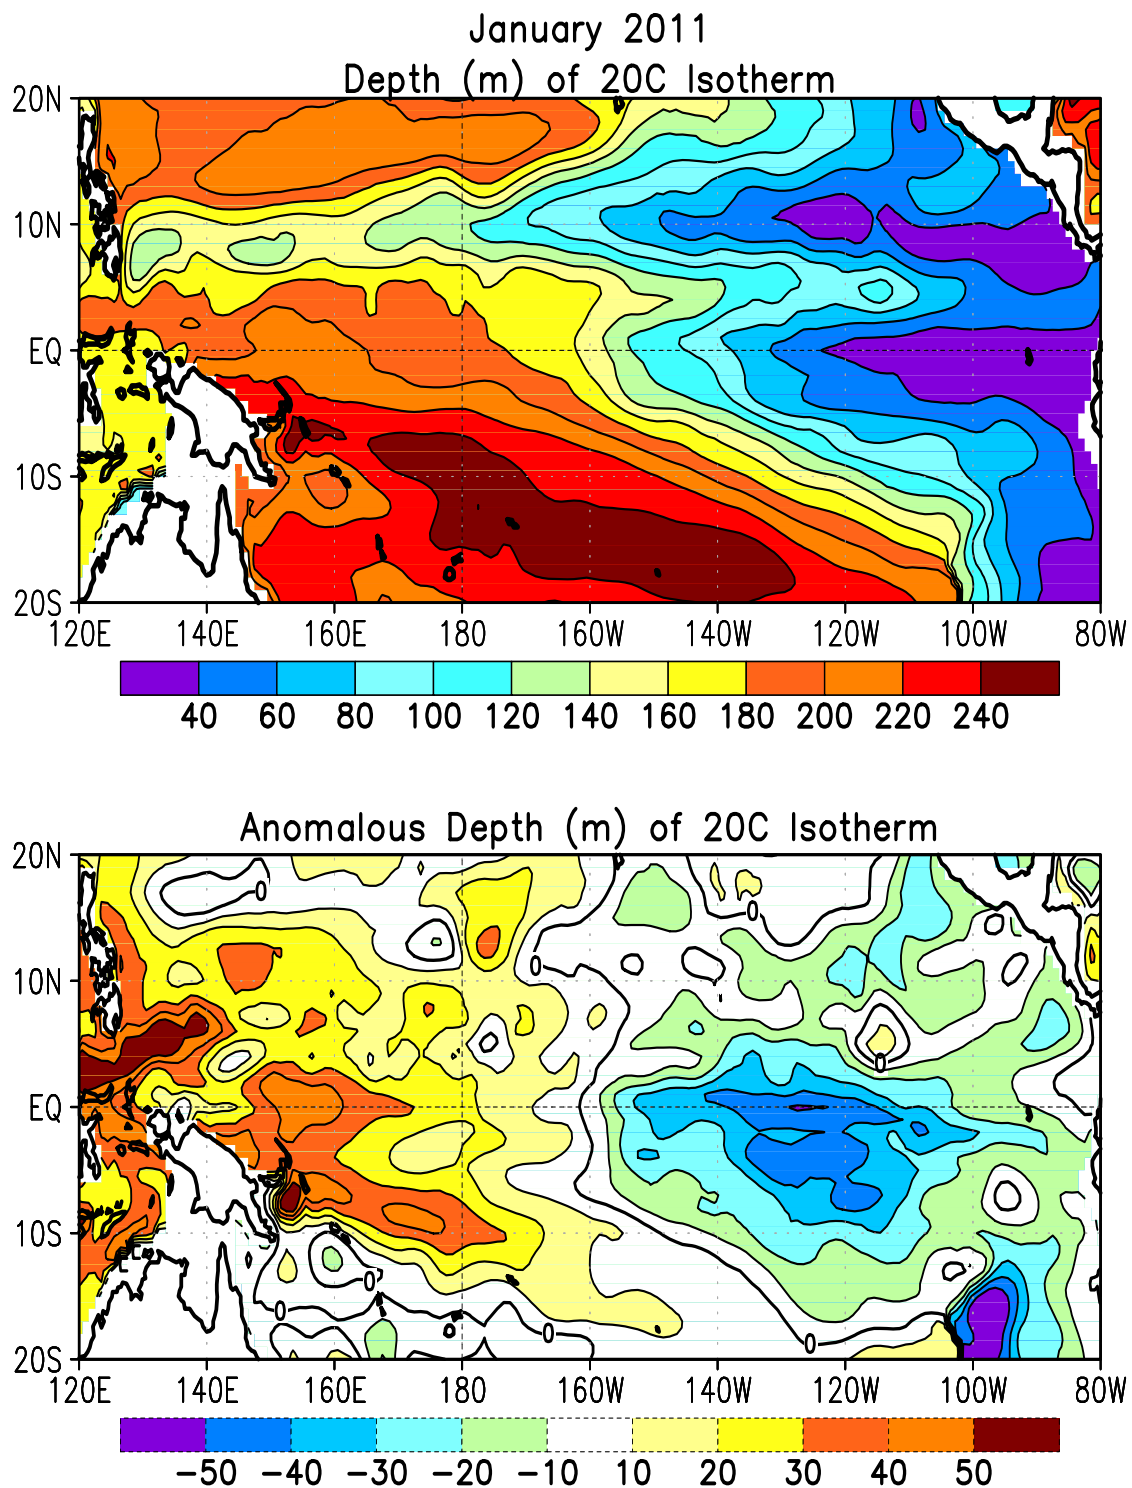 January 2011
Depth (m) of 20C Isotherm
20N
10N
EQ
10S
20S
120E 140E 160E 180 160W 140W 120W 100W 80W
40 60 80 100 120 140 160 180 200 220 240
Anomalous Depth (m) of 20C Isotherm
20N
0
0
0
10N
0
EQ
10S
0
0
0
0
20S
120E 140E 160E 180 160W 140W 120W 100W 80W
-50 -40 -30 -20 -10 10 20 30 40 50